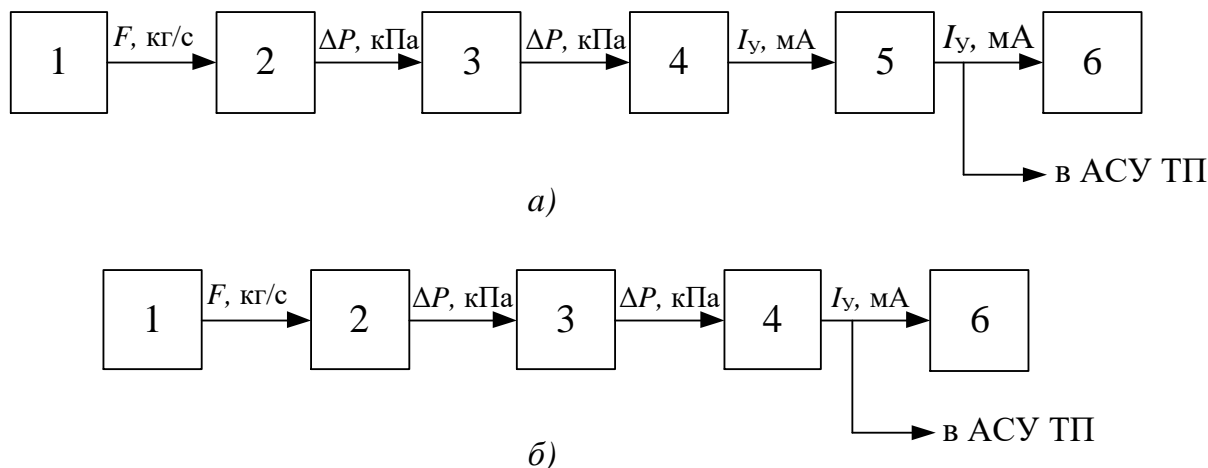 F, кг/с ΔP, кПа ΔP, кПа Iу, мА Iу, мА
1 2 3 4 5 6
в АСУ ТП
а)
F, кг/с ΔP, кПа ΔP, кПа Iу, мА
1 2 3 4 6
в АСУ ТП
б)